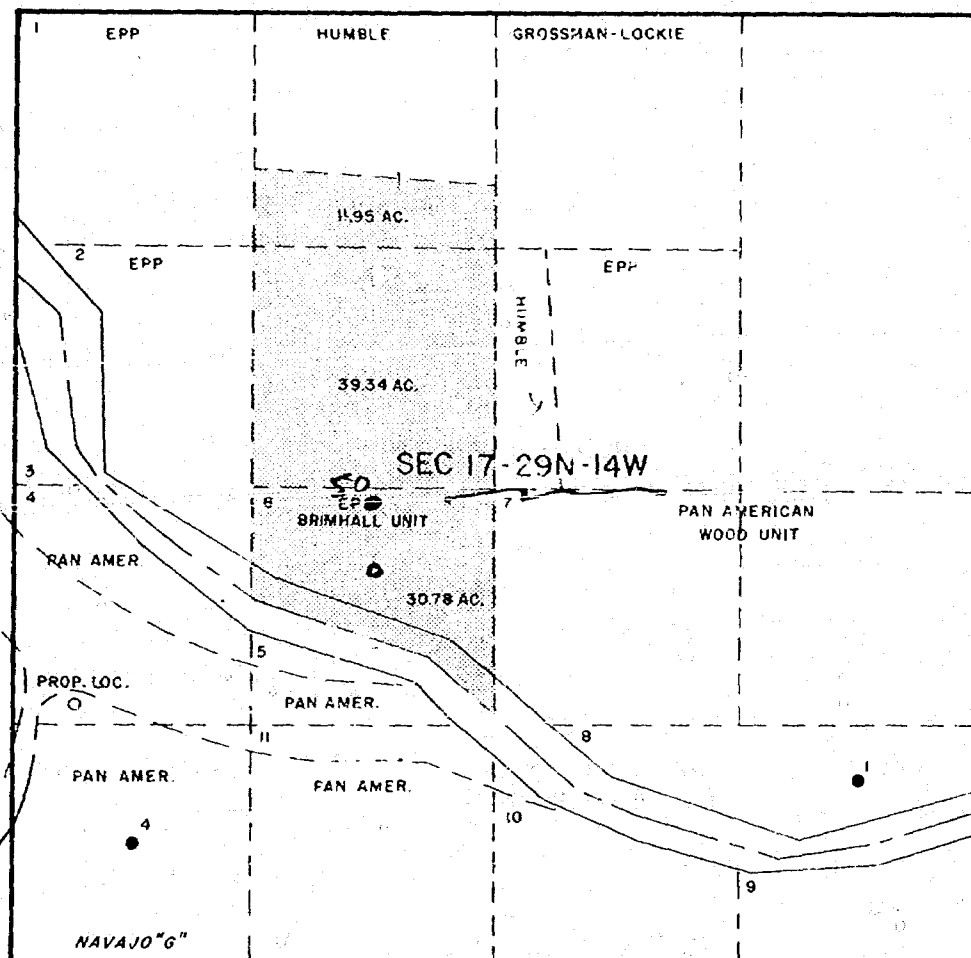 1 EPP HUMBLE GROSSMAN-LOCKIE
11.95 AC.
2 EPP EPP
HUMBLE
39.34 AC.
SEC 17-29N-14W
3
4 6 50 7
EP
BRIMHALL UNIT PAN AMERICAN
WOOD UNIT
PAN AMER.
30.78 AC.
5
PROP. LOC. PAN AMER.
11 8
PAN AMER. PAN AMER. 1
10
4
9
NAVAJO "G"